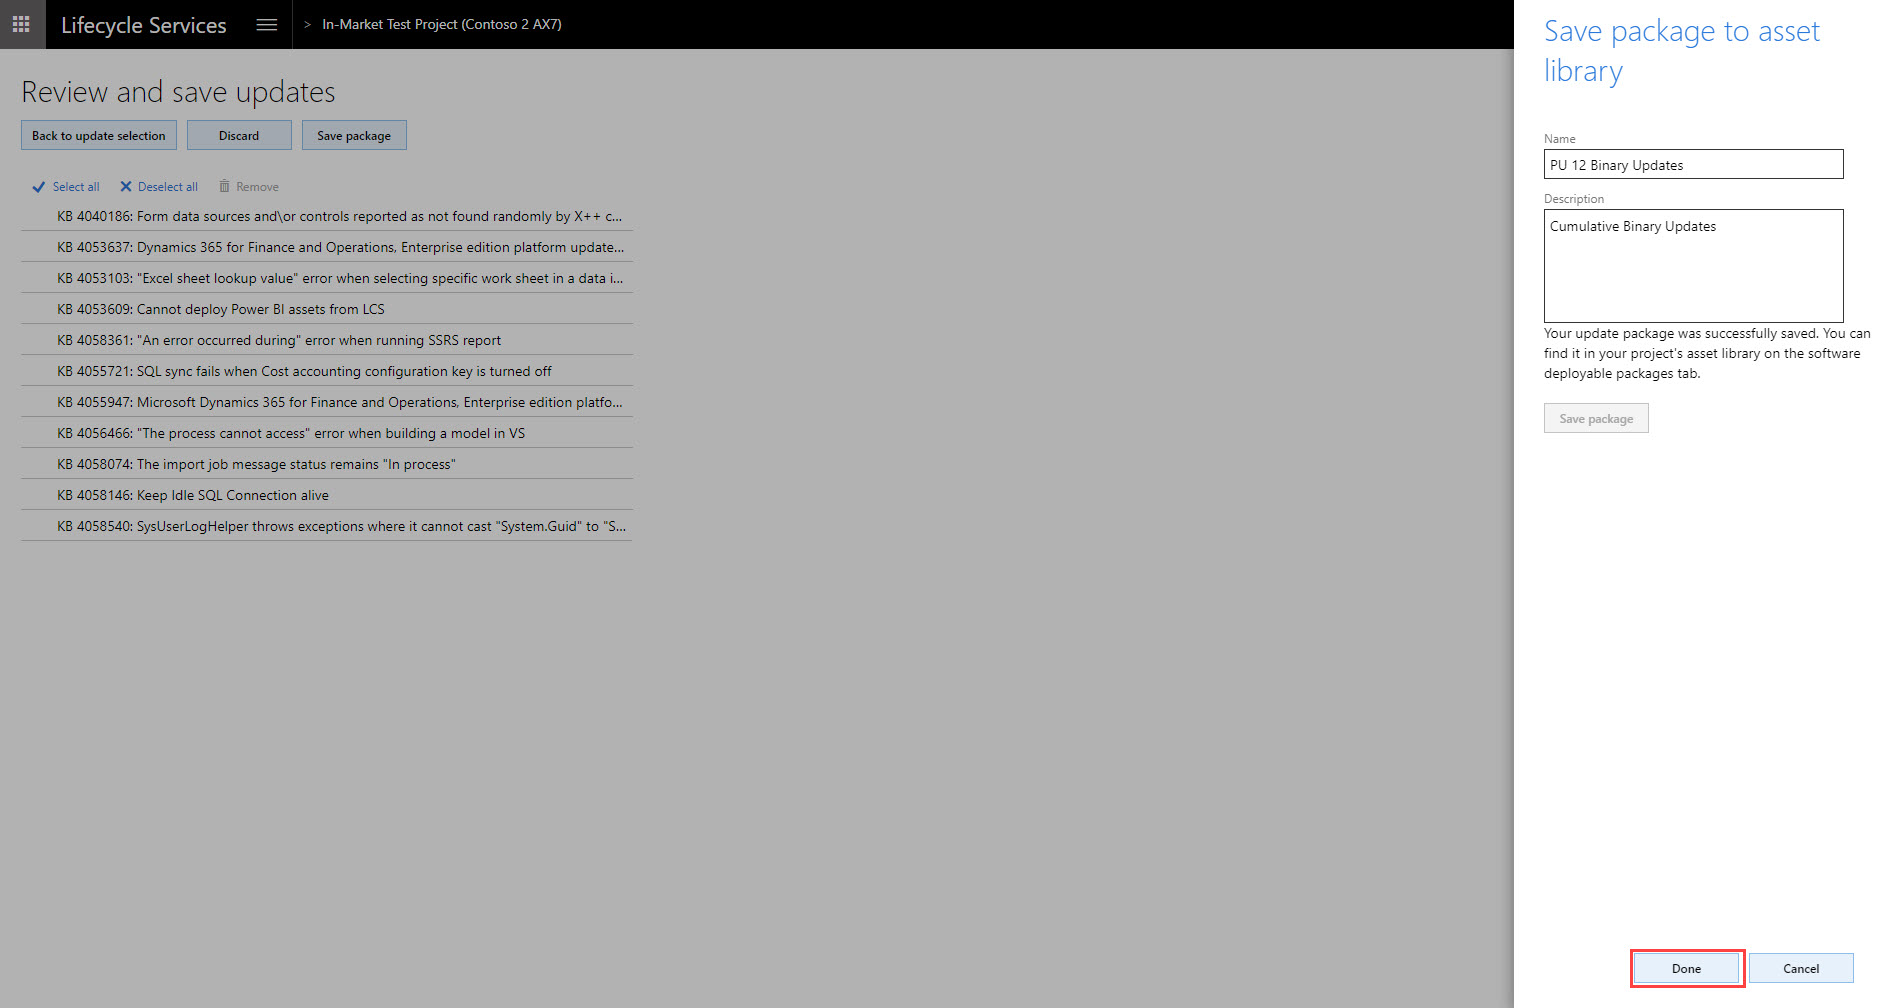 Lifecycle Services
> In-Market Test Project (Contoso 2 AX7)
Review and save updates
Back to update selection
Discard
Save package
Select all
Deselect all
Remove
KB 4040186: Form data sources and\or controls reported as not found randomly by X++ c...
KB 4053637: Dynamics 365 for Finance and Operations, Enterprise edition platform update...
KB 4053103: "Excel sheet lookup value" error when selecting specific work sheet in a data i...
KB 4053609: Cannot deploy Power BI assets from LCS
KB 4058361: "An error occurred during" error when running SSRS report
KB 4055721: SQL sync fails when Cost accounting configuration key is turned off
KB 4055947: Microsoft Dynamics 365 for Finance and Operations, Enterprise edition platfo...
KB 4056466: "The process cannot access" error when building a model in VS
KB 4058074: The import job message status remains "In process"
KB 4058146: Keep Idle SQL Connection alive
KB 4058540: SysUserLogHelper throws exceptions where it cannot cast "System.Guid" to "S...
Save package to asset
library
Name
PU 12 Binary Updates
Description
Cumulative Binary Updates
Your update package was successfully saved. You can
find it in your project's asset library on the software
deployable packages tab.
Save package
Done
Cancel